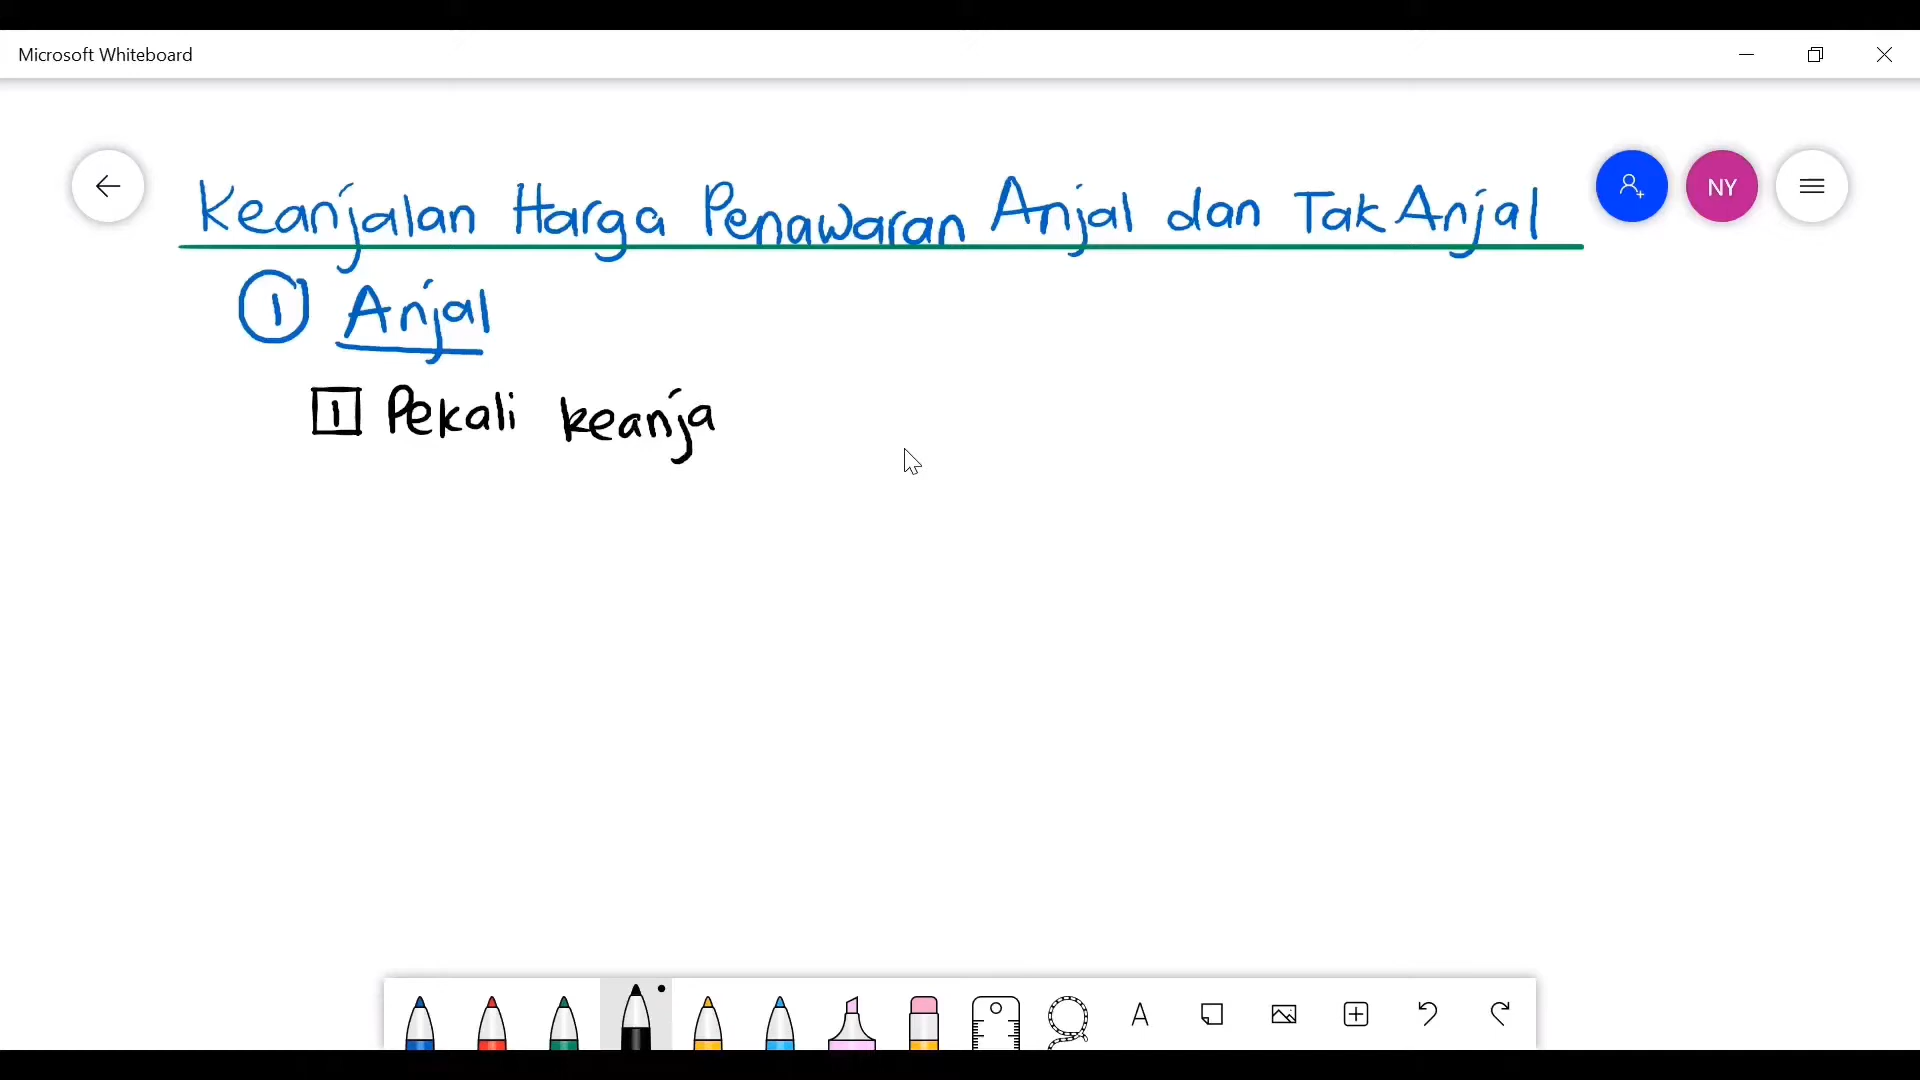 Microsoft Whiteboard
Keanjalan Harga Penawaran Anjal dan Tak Anjal
NY
1 Anjal
1 Pekali keanja
A